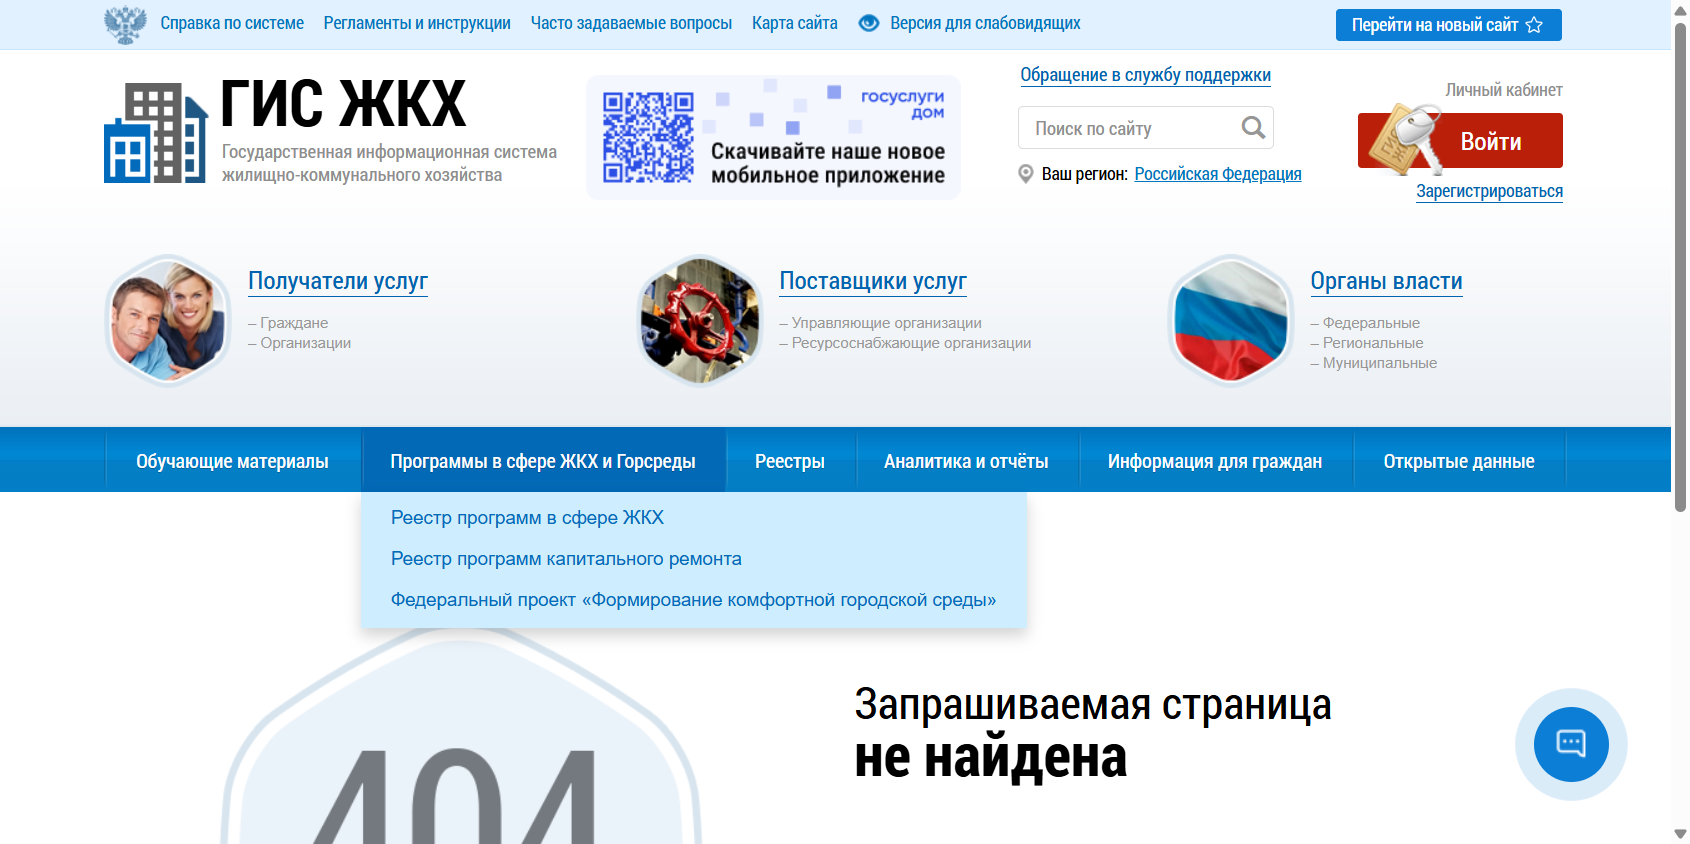 Справка по системе Регламенты и инструкции Часто задаваемые вопросы Карта сайта Версия для слабовидящих Перейти на новый сайт
ГИС ЖКХ
Государственная информационная система
жилищно-коммунального хозяйства
госуслуги
дом
Скачивайте наше новое
мобильное приложение
Обращение в службу поддержки
Поиск по сайту
Ваш регион: Российская Федерация
Личный кабинет
ГИС
ЖКХ
Войти
Зарегистрироваться
Получатели услуг
– Граждане
– Организации
Поставщики услуг
– Управляющие организации
– Ресурсоснабжающие организации
Органы власти
– Федеральные
– Региональные
– Муниципальные
Обучающие материалы Программы в сфере ЖКХ и Горсреды Реестры Аналитика и отчёты Информация для граждан Открытые данные
Реестр программ в сфере ЖКХ
Реестр программ капитального ремонта
Федеральный проект «Формирование комфортной городской среды»
404
Запрашиваемая страница
не найдена